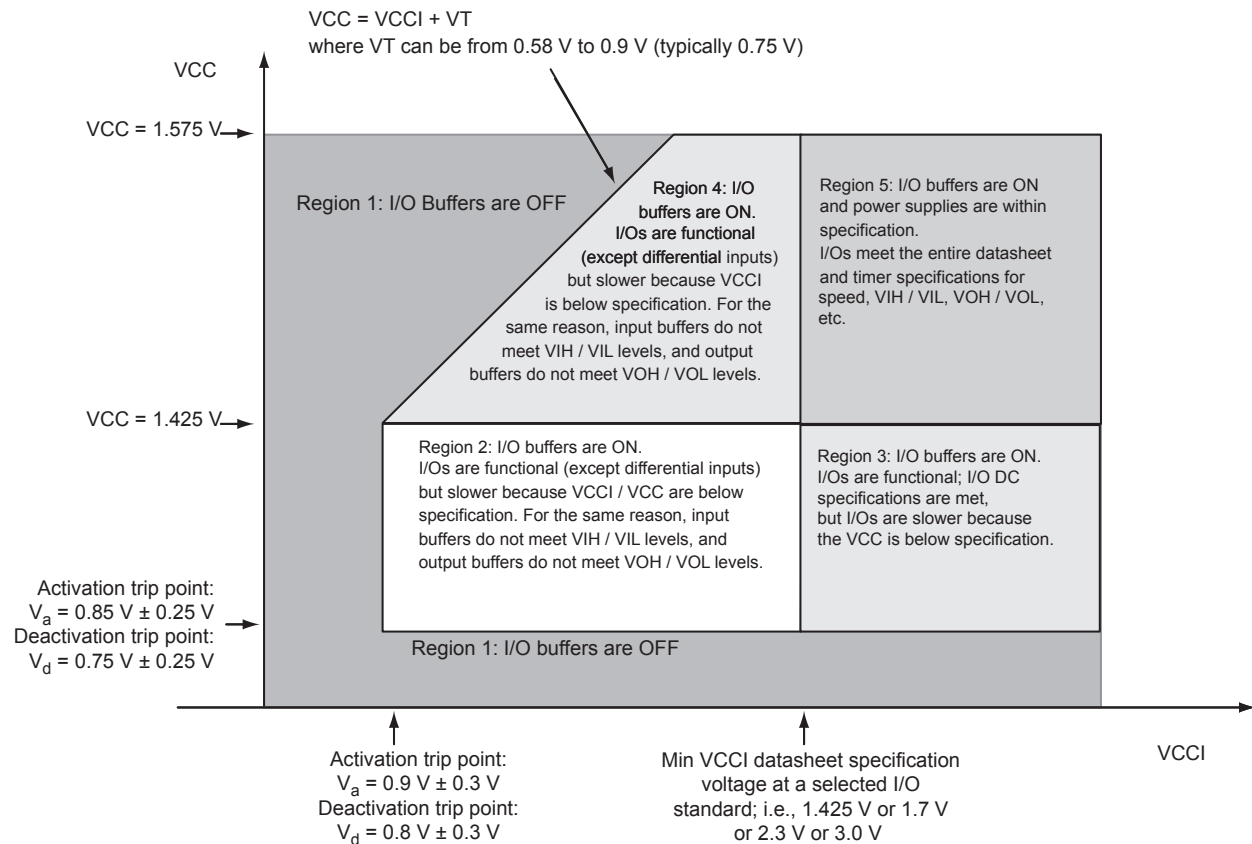 VCC = VCCI + VT
where VT can be from 0.58 V to 0.9 V (typically 0.75 V)
VCC
VCC = 1.575 V
Region 1: I/O Buffers are OFF
Region 4: I/O
buffers are ON.
I/Os are functional
(except differential inputs)
but slower because VCCI
is below specification. For the
same reason, input buffers do not
meet VIH / VIL levels, and output
buffers do not meet VOH / VOL levels.
Region 5: I/O buffers are ON
and power supplies are within
specification.
I/Os meet the entire datasheet
and timer specifications for
speed, VIH / VIL, VOH / VOL,
etc.
VCC = 1.425 V
Region 2: I/O buffers are ON.
I/Os are functional (except differential inputs)
but slower because VCCI / VCC are below
specification. For the same reason, input
buffers do not meet VIH / VIL levels, and
output buffers do not meet VOH / VOL levels.
Region 3: I/O buffers are ON.
I/Os are functional; I/O DC
specifications are met,
but I/Os are slower because
the VCC is below specification.
Activation trip point:
Va = 0.85 V ± 0.25 V
Deactivation trip point:
Vd = 0.75 V ± 0.25 V
Region 1: I/O buffers are OFF
VCCI
Activation trip point:
Va = 0.9 V ± 0.3 V
Deactivation trip point:
Vd = 0.8 V ± 0.3 V
Min VCCI datasheet specification
voltage at a selected I/O
standard; i.e., 1.425 V or 1.7 V
or 2.3 V or 3.0 V